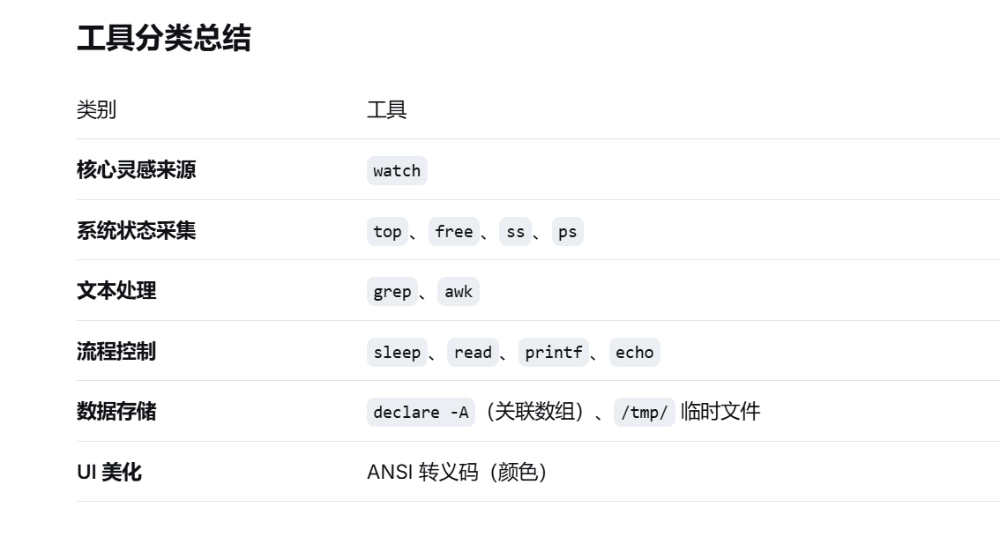 工具分类总结
类别 工具
核心灵感来源 watch
系统状态采集 top、free、ss、ps
文本处理 grep、awk
流程控制 sleep、read、printf、echo
数据存储 declare -A（关联数组）、/tmp/ 临时文件
UI 美化 ANSI 转义码（颜色）